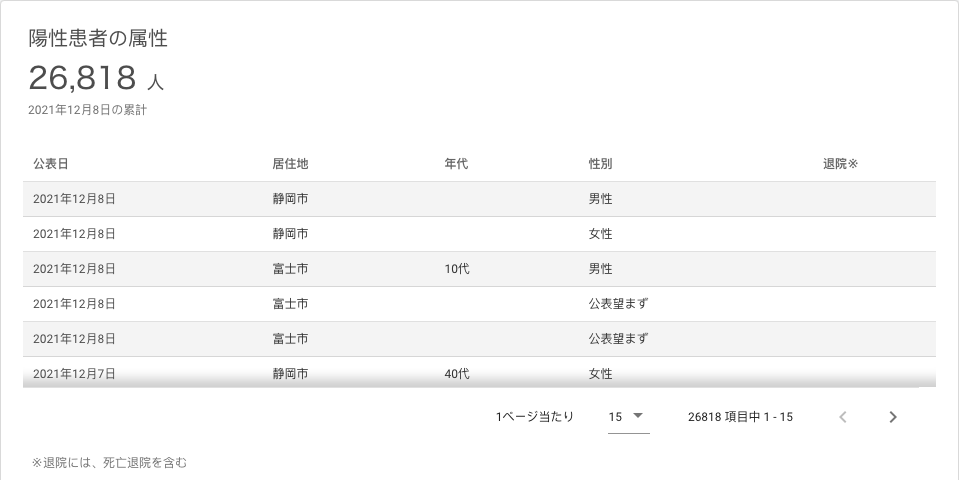 陽性患者の属性
26,818 人
2021年12月8日の累計
公表日 居住地 年代 性別 退院※
2021年12月8日 静岡市 男性
2021年12月8日 静岡市 女性
2021年12月8日 富士市 10代 男性
2021年12月8日 富士市 公表望まず
2021年12月8日 富士市 公表望まず
2021年12月7日 静岡市 40代 女性
1ページ当たり 15 26818 項目中 1 - 15
※退院には、死亡退院を含む